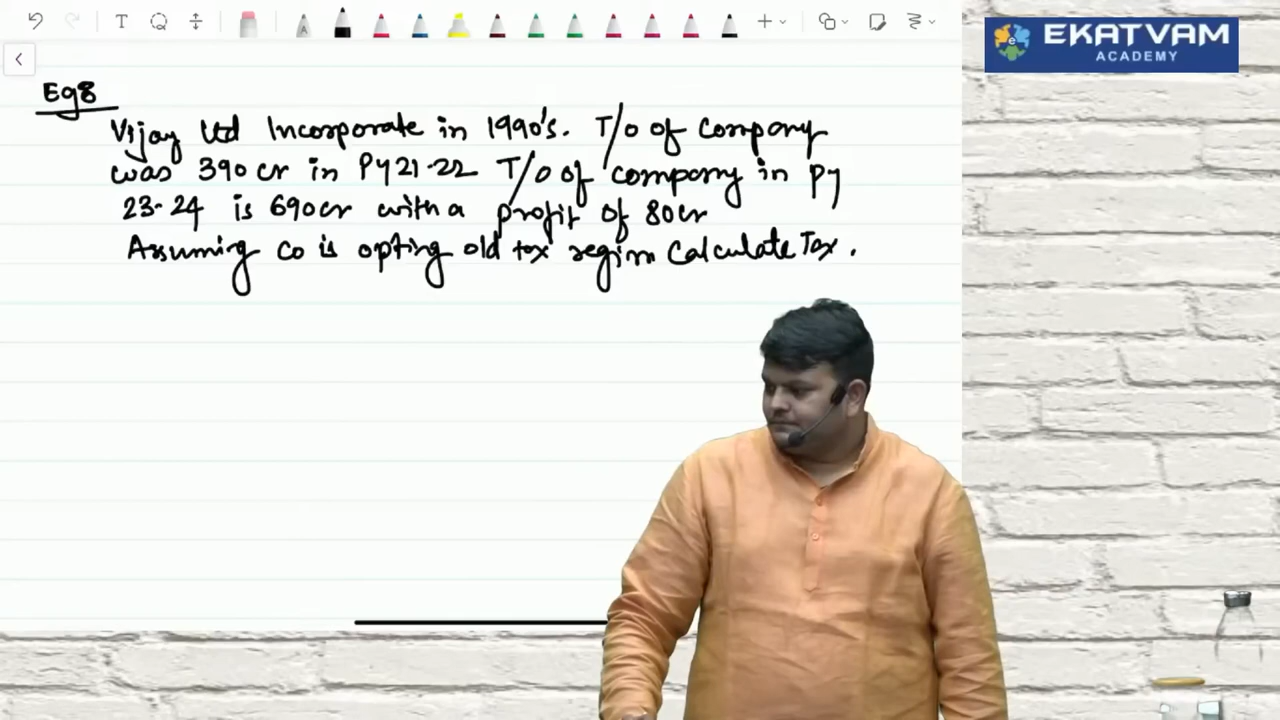 EKATVAM
ACADEMY
Eg8
Vijay Ltd Incorporate in 1990's. T/o of Company
was 390 cr in Py 21-22 T/o of company in py
23-24 is 690cr with a profit of 80cr
Assuming co is opting old tax regim Calculate Tax.